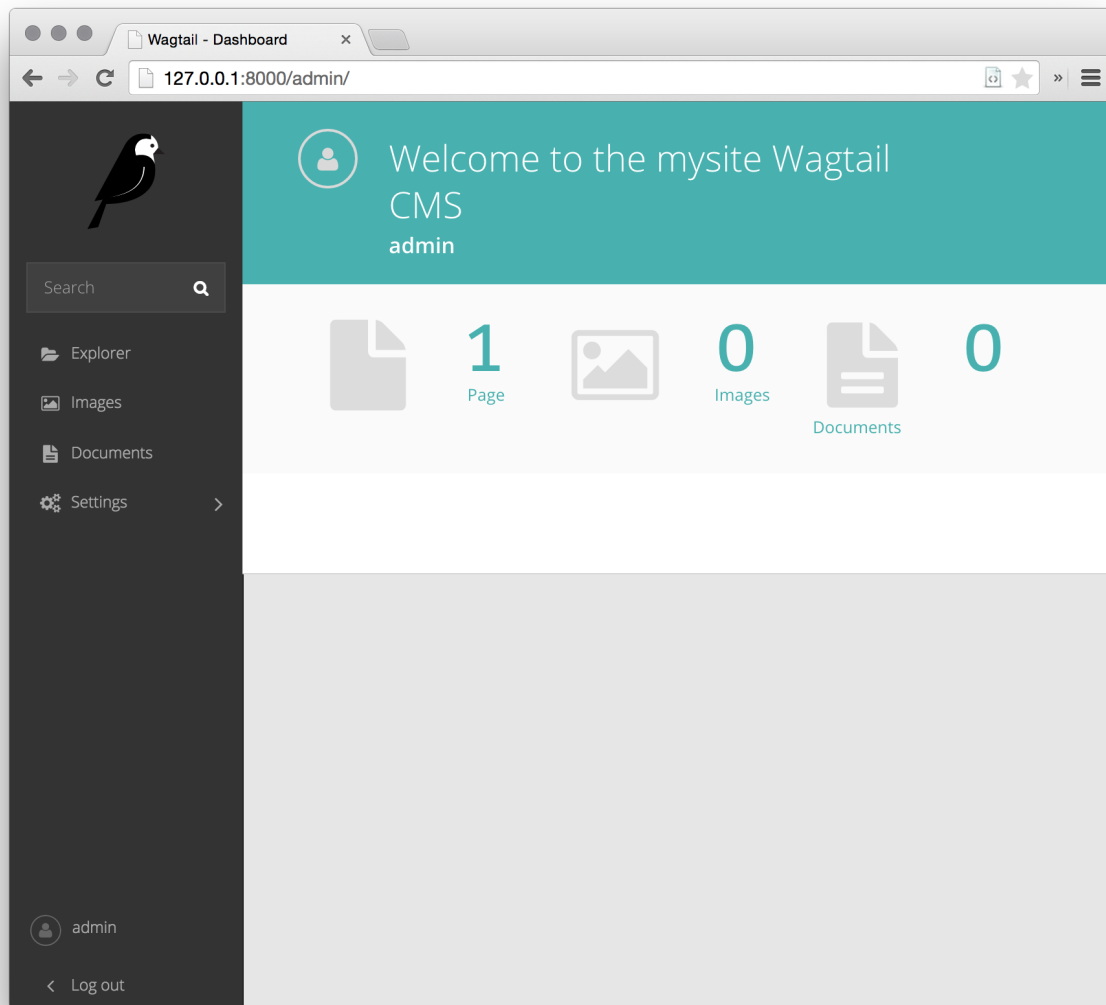 Wagtail - Dashboard
127.0.0.1:8000/admin/
Welcome to the mysite Wagtail
CMS
admin
Search
Explorer
Images
Documents
Settings
1
Page
0
Images
0
Documents
admin
Log out